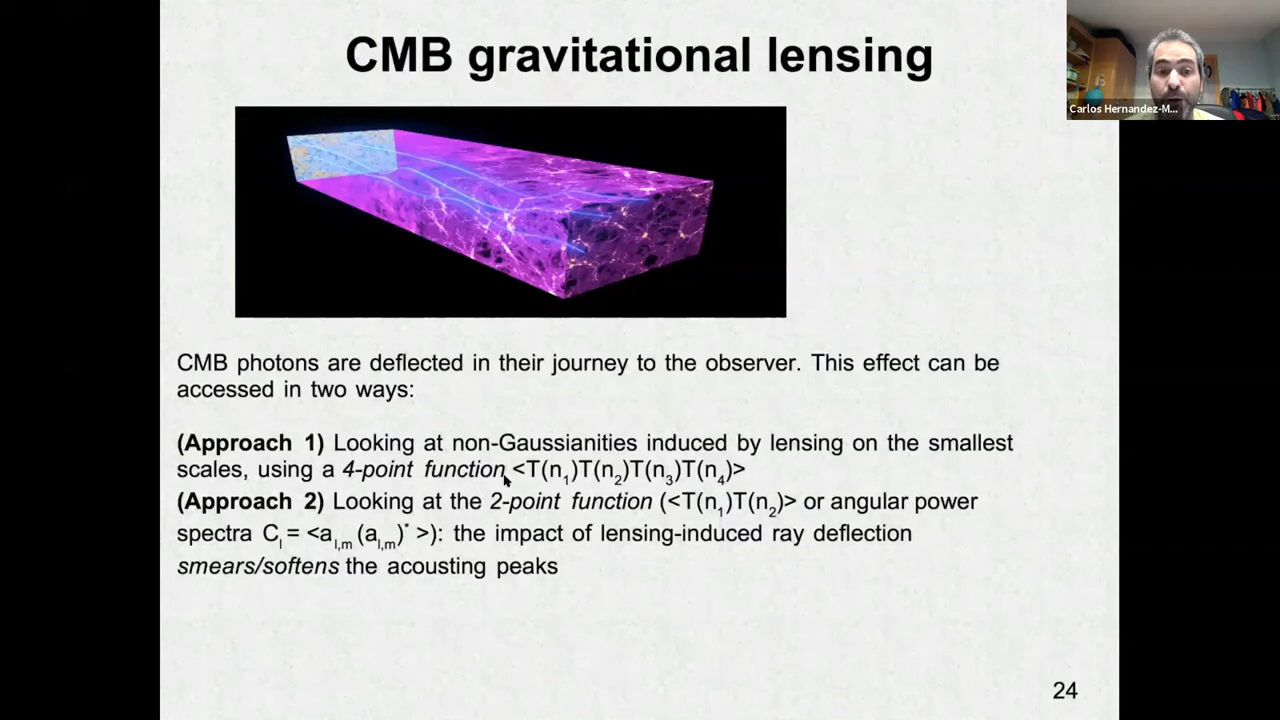 CMB gravitational lensing
Carlos Hernandez-M...
CMB photons are deflected in their journey to the observer. This effect can be
accessed in two ways:
(Approach 1) Looking at non-Gaussianities induced by lensing on the smallest
scales, using a 4-point function <T(n1)T(n2)T(n3)T(n4)>
(Approach 2) Looking at the 2-point function (<T(n1)T(n2)> or angular power
spectra Cl = <al,m (al,m)* >): the impact of lensing-induced ray deflection
smears/softens the acousting peaks
24